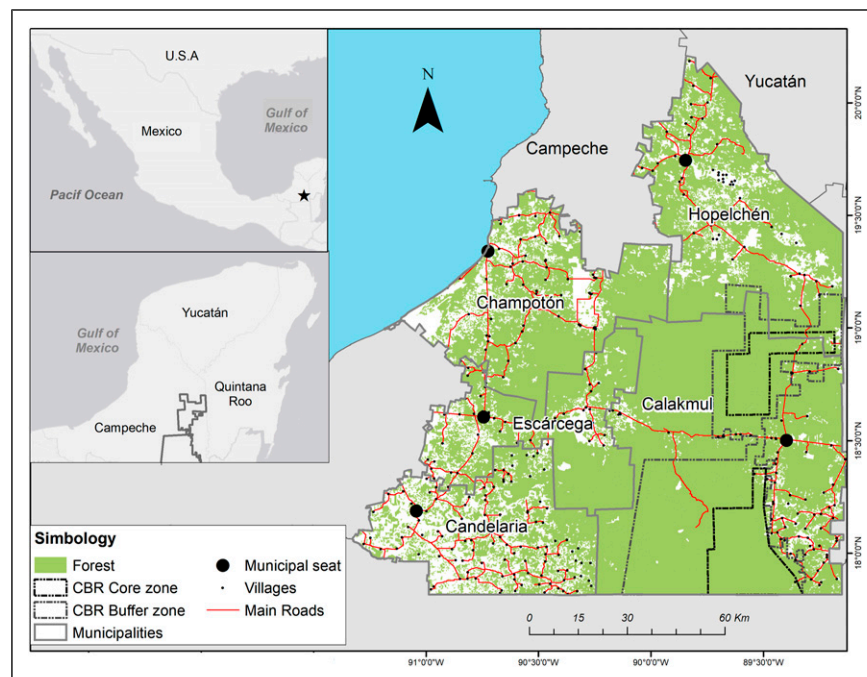 U.S.A
Gulf of
Mexico
Mexico
Pacif Ocean
Yucatán
Gulf of
Mexico
Quintana
Roo
Campeche
N
Yucatán
Campeche
Hopelchén
Champotón
Calakmul
Escárcega
Candelaria
20°0'0"N
19°30'0"N
19°0'0"N
18°30'0"N
18°0'0"N
Simbology
Forest
CBR Core zone
CBR Buffer zone
Municipalities
Municipal seat
Villages
Main Roads
0 15 30 60 Km
91°0'0"W 90°30'0"W 90°0'0"W 89°30'0"W